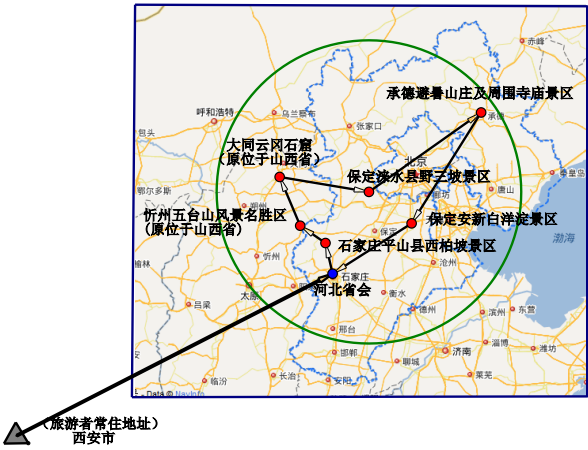 赤峰
承德避暑山庄及周围寺庙景区
承德
呼和浩特
乌兰察布
张家口
包头
大同云冈石窟
（原位于山西省）
北京
保定涞水县野三坡景区
秦皇岛
鄂尔多斯
唐山
廊坊
朔州
忻州五台山风景名胜区
(原位于山西省)
保定安新白洋淀景区
保定
渤海
石家庄平山县西柏坡景区
忻州
沧州
榆林
石家庄
太原
河北省会
衡水
吕梁
德州
滨州
东营
邢台
淄博
潍坊
邯郸
济南
聊城
临汾
长治
安阳
莱芜
Data © NavInfo
（旅游者常住地址）
西安市